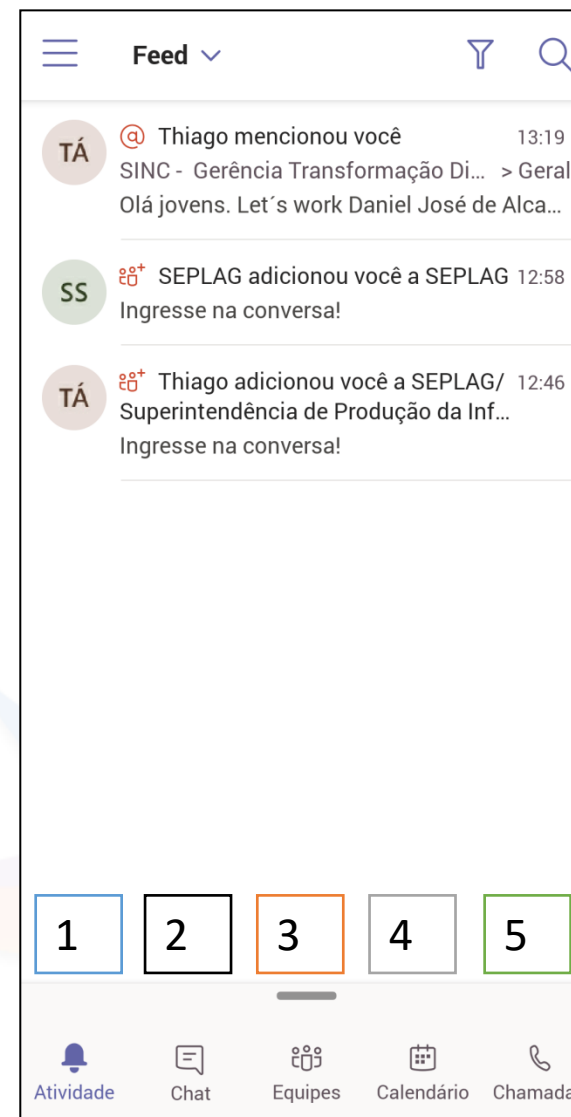 Feed
TÁ
Thiago mencionou você 13:19
SINC - Gerência Transformação Di... > Geral
Olá jovens. Let´s work Daniel José de Alca...
SS
SEPLAG adicionou você a SEPLAG 12:58
Ingresse na conversa!
TÁ
Thiago adicionou você a SEPLAG/ 12:46
Superintendência de Produção da Inf...
Ingresse na conversa!
1 2 3 4 5
Atividade Chat Equipes Calendário Chamada